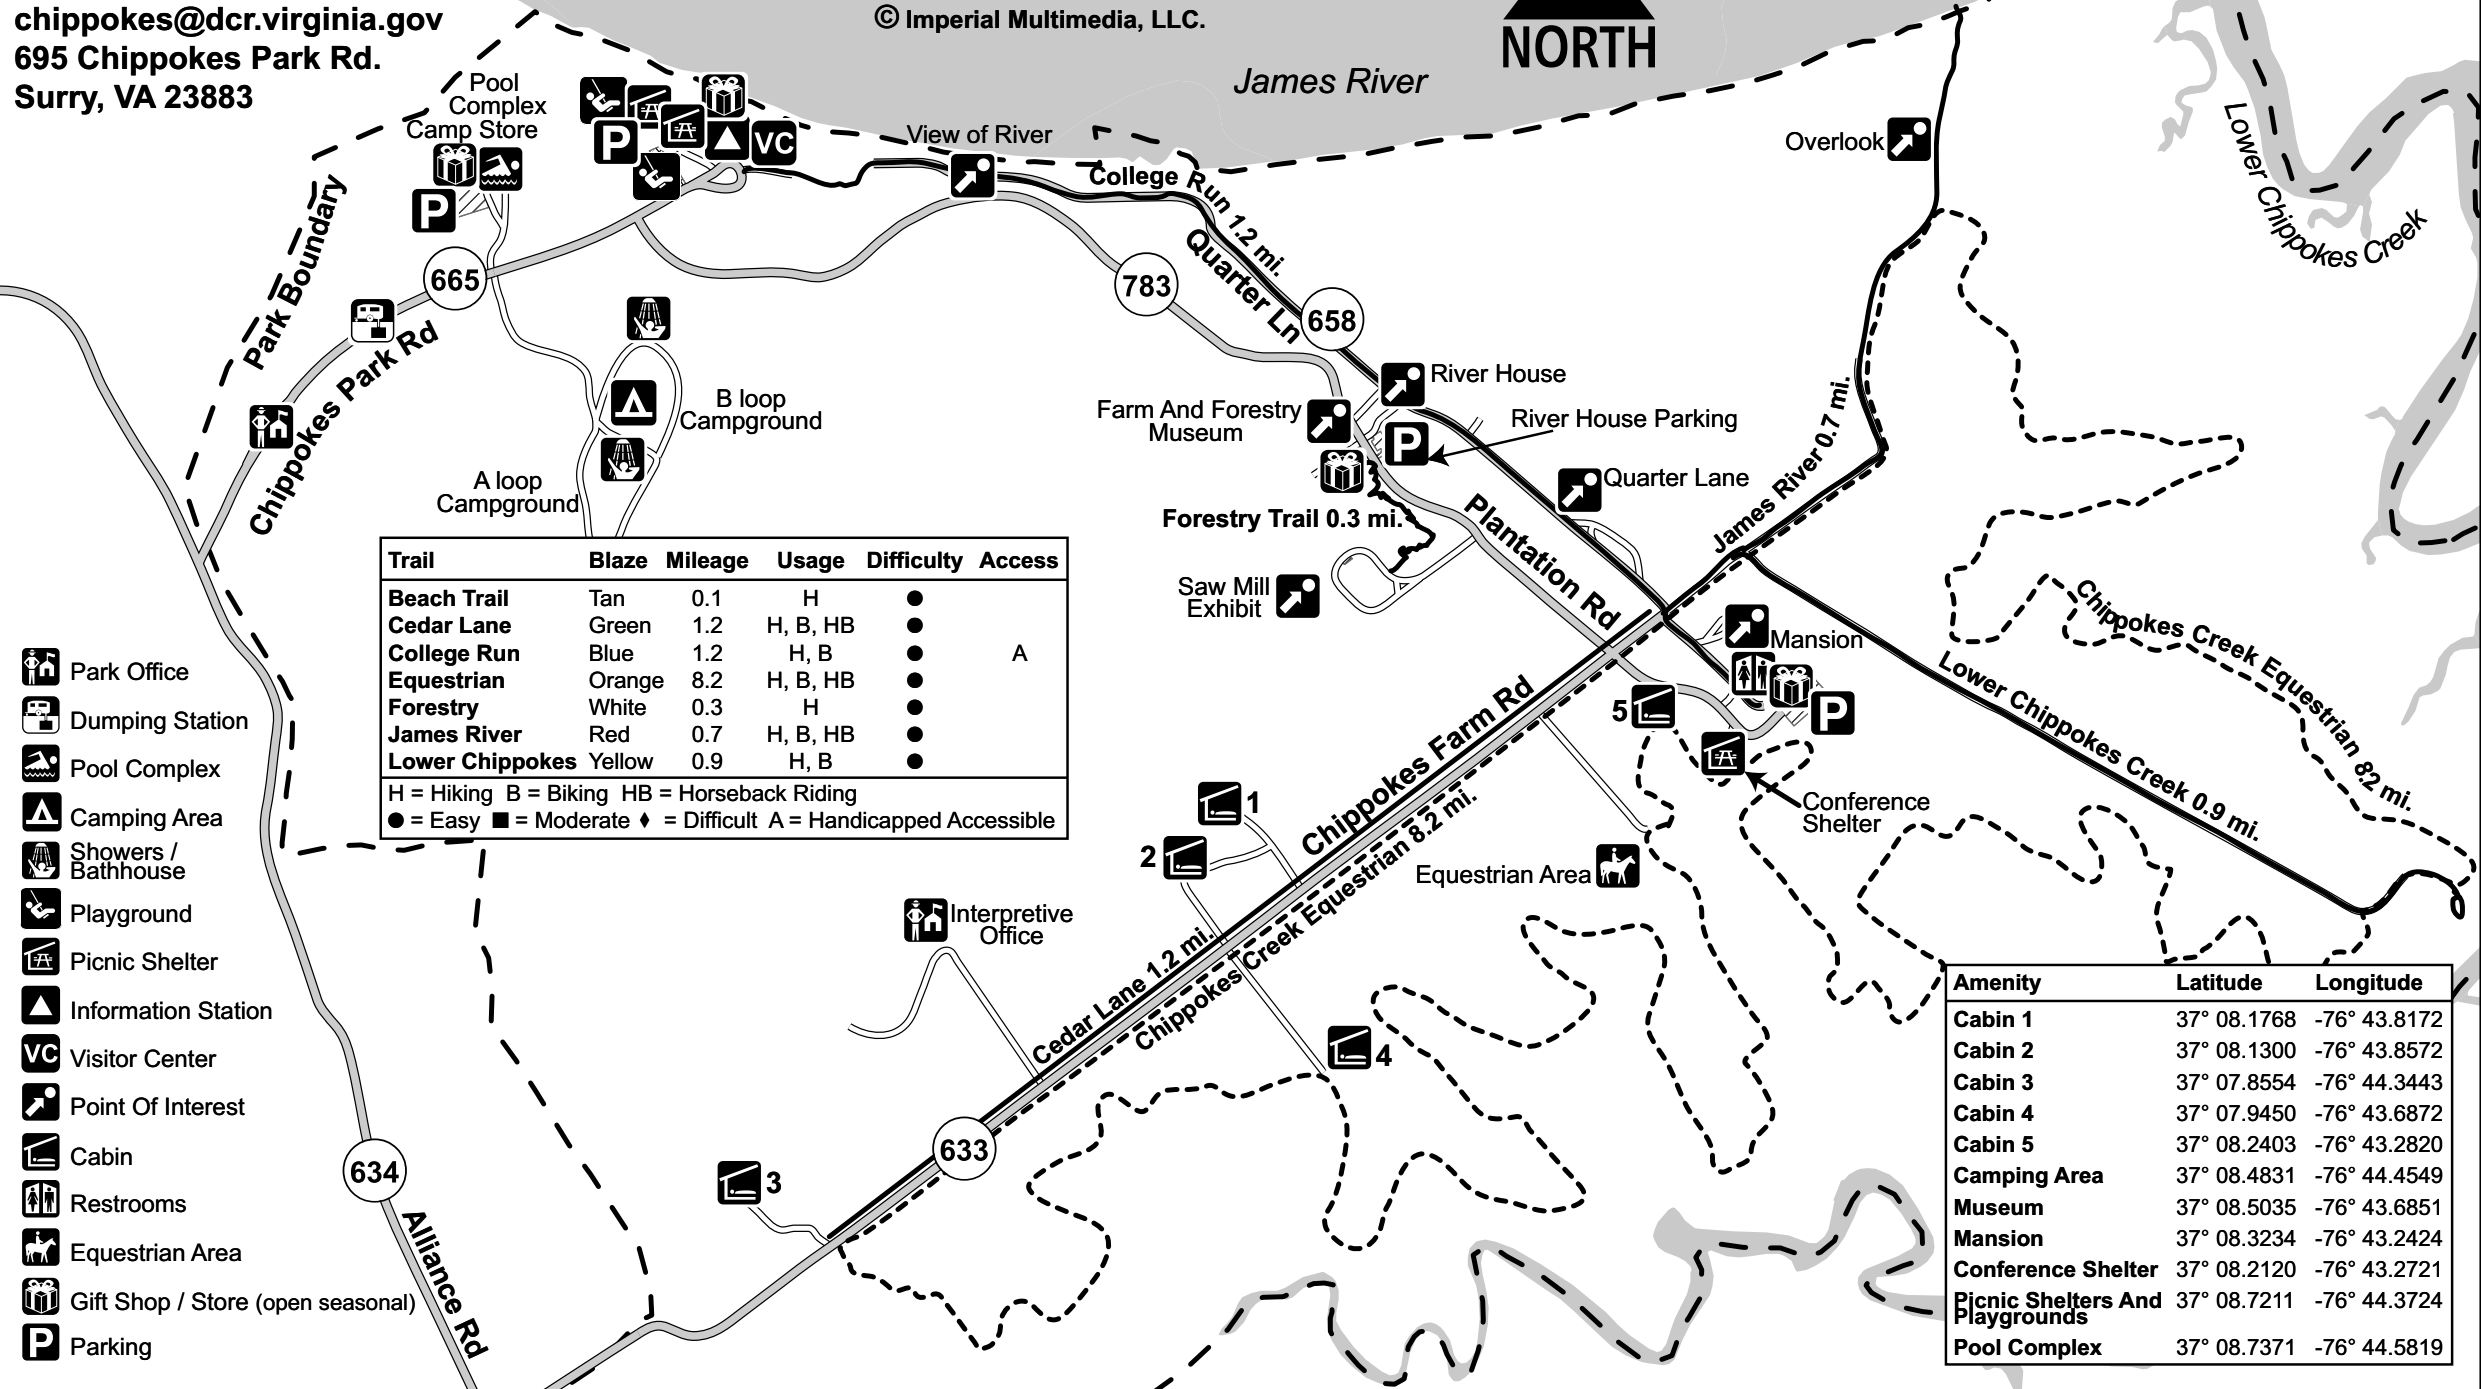 chippokes@dcr.virginia.gov
695 Chippokes Park Rd.
Surry, VA 23883
© Imperial Multimedia, LLC.
NORTH
James River
Pool
Complex
Camp Store
P
P
VC
View of River
College Run 1.2 mi.
Quarter Ln
Overlook
Lower Chippokes Creek
Park Boundary
665
783
658
Chippokes Park Rd
River House
River House Parking
P
Farm And Forestry
Museum
Quarter Lane
B loop
Campground
A loop
Campground
Forestry Trail 0.3 mi.
Plantation Rd
James River 0.7 mi.
Saw Mill
Exhibit
Mansion
P
5
Conference
Shelter
Chippokes Creek Equestrian 8.2 mi.
Lower Chippokes Creek 0.9 mi.
Trail Blaze Mileage Usage Difficulty Access
Beach Trail Tan 0.1 H ●
Cedar Lane Green 1.2 H, B, HB ●
College Run Blue 1.2 H, B ● A
Equestrian Orange 8.2 H, B, HB ●
Forestry White 0.3 H ●
James River Red 0.7 H, B, HB ●
Lower Chippokes Yellow 0.9 H, B ●
H = Hiking B = Biking HB = Horseback Riding
● = Easy ■ = Moderate ♦ = Difficult A = Handicapped Accessible
Chippokes Farm Rd
Chippokes Creek Equestrian 8.2 mi.
Cedar Lane 1.2 mi.
1
2
Equestrian Area
Interpretive
Office
4
633
3
634
Alliance Rd
Park Office
Dumping Station
Pool Complex
Camping Area
Showers /
Bathhouse
Playground
Picnic Shelter
Information Station
VC Visitor Center
Point Of Interest
Cabin
Restrooms
Equestrian Area
Gift Shop / Store (open seasonal)
P Parking
Amenity Latitude Longitude
Cabin 1 37° 08.1768 -76° 43.8172
Cabin 2 37° 08.1300 -76° 43.8572
Cabin 3 37° 07.8554 -76° 44.3443
Cabin 4 37° 07.9450 -76° 43.6872
Cabin 5 37° 08.2403 -76° 43.2820
Camping Area 37° 08.4831 -76° 44.4549
Museum 37° 08.5035 -76° 43.6851
Mansion 37° 08.3234 -76° 43.2424
Conference Shelter 37° 08.2120 -76° 43.2721
Picnic Shelters And
Playgrounds 37° 08.7211 -76° 44.3724
Pool Complex 37° 08.7371 -76° 44.5819